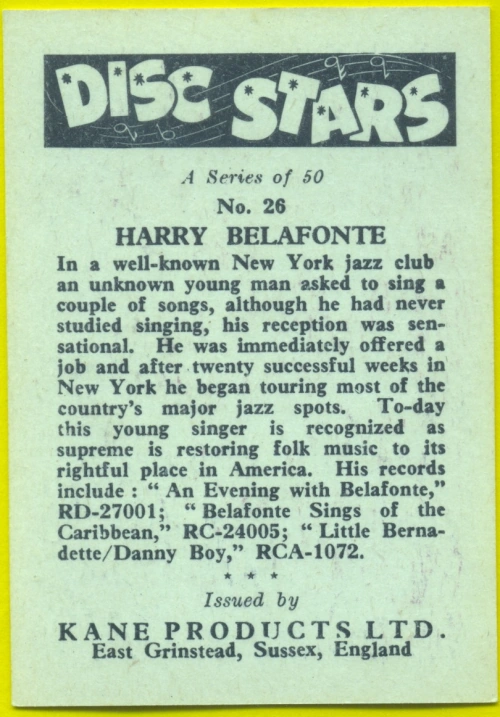 DISC STARS
A Series of 50
No. 26
HARRY BELAFONTE
In a well-known New York jazz club
an unknown young man asked to sing a
couple of songs, although he had never
studied singing, his reception was sen-
sational. He was immediately offered a
job and after twenty successful weeks in
New York he began touring most of the
country's major jazz spots. To-day
this young singer is recognized as
supreme is restoring folk music to its
rightful place in America. His records
include : “ An Evening with Belafonte,”
RD-27001; “ Belafonte Sings of the
Caribbean,” RC-24005; “ Little Berna-
dette/Danny Boy,” RCA-1072.
* * *
Issued by
KANE PRODUCTS LTD.
East Grinstead, Sussex, England